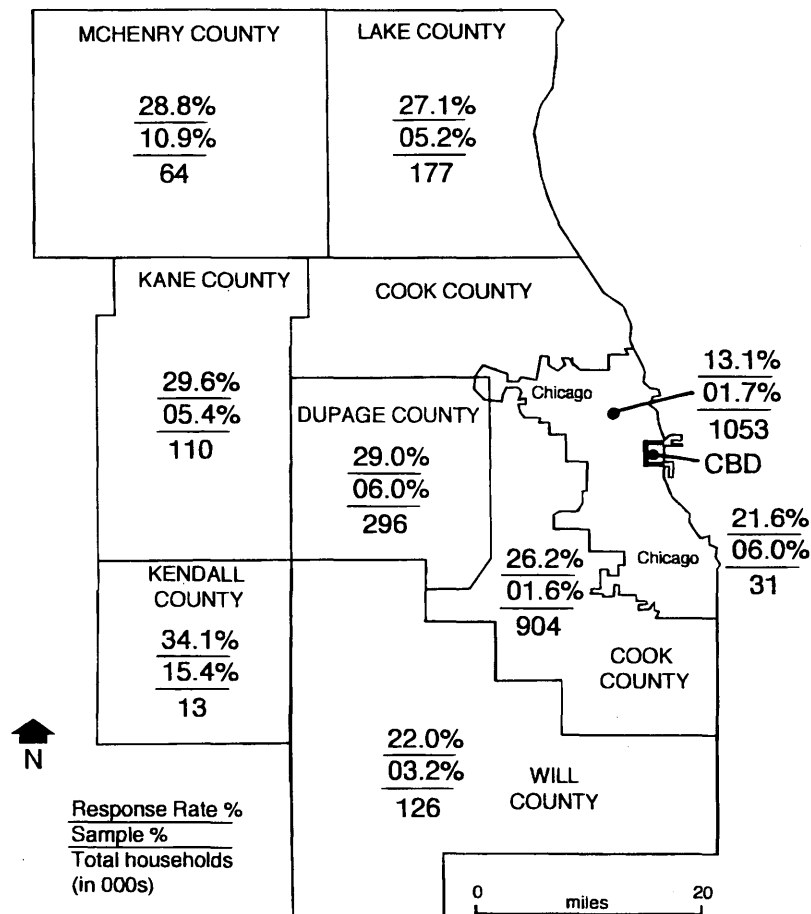 MCHENRY COUNTY
28.8%
10.9%
64
LAKE COUNTY
27.1%
05.2%
177
KANE COUNTY
29.6%
05.4%
110
COOK COUNTY
DUPAGE COUNTY
29.0%
06.0%
296
Chicago
13.1%
01.7%
1053
CBD
21.6%
06.0%
31
Chicago
26.2%
01.6%
904
COOK
COUNTY
KENDALL
COUNTY
34.1%
15.4%
13
22.0%
03.2%
126
WILL
COUNTY
N
Response Rate %
Sample %
Total households
(in 000s)
0
miles
20